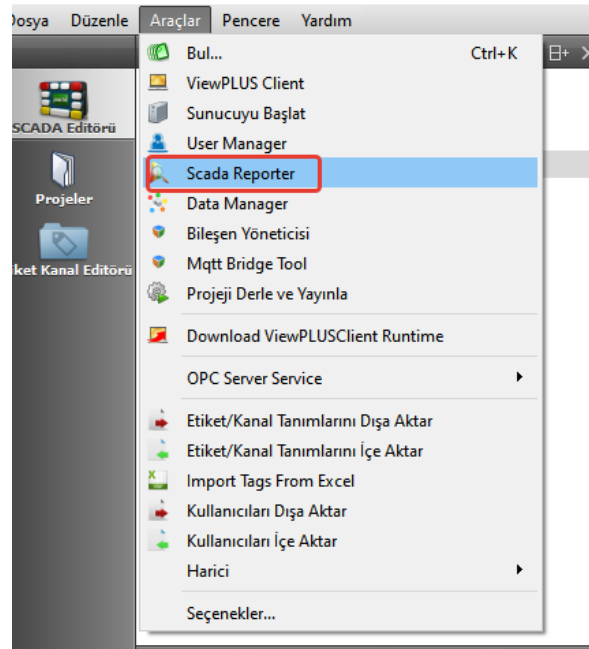 Dosya Düzenle Araçlar Pencere Yardım
SCADA Editörü
Projeler
iket Kanal Editörü
Bul... Ctrl+K
ViewPLUS Client
Sunucuyu Başlat
User Manager
Scada Reporter
Data Manager
Bileşen Yöneticisi
Mqtt Bridge Tool
Projeji Derle ve Yayınla
Download ViewPLUSClient Runtime
OPC Server Service
Etiket/Kanal Tanımlarını Dışa Aktar
Etiket/Kanal Tanımlarını İçe Aktar
Import Tags From Excel
Kullanıcıları Dışa Aktar
Kullanıcıları İçe Aktar
Harici
Seçenekler...